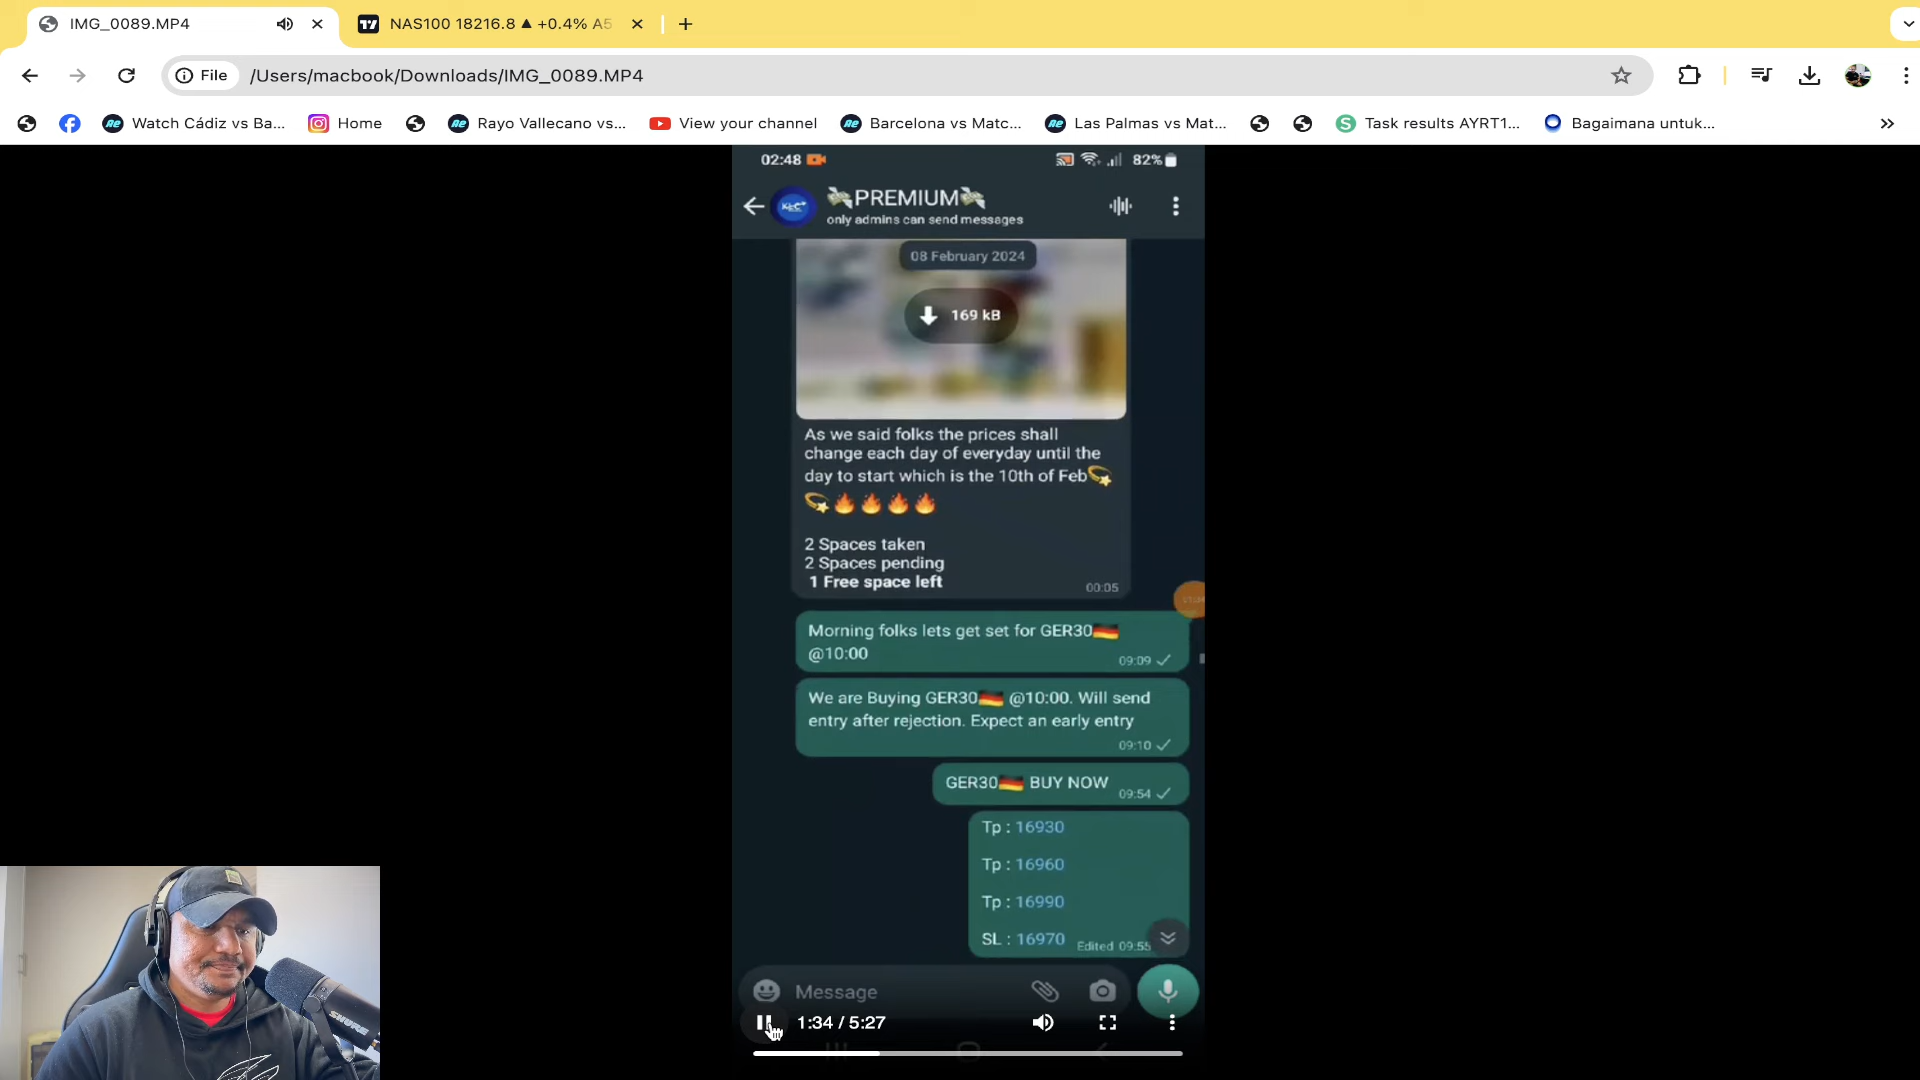 IMG_0089.MP4
NAS100 18216.8 ▲ +0.4% A5
File
/Users/macbook/Downloads/IMG_0089.MP4
Watch Cádiz vs Ba...
Home
Rayo Vallecano vs...
View your channel
Barcelona vs Matc...
Las Palmas vs Mat...
Task results AYRT1...
Bagaimana untuk...
02:48
82%
💸PREMIUM💸
only admins can send messages
08 February 2024
169 kB
As we said folks the prices shall
change each day of everyday until the
day to start which is the 10th of Feb💫
💫🔥🔥🔥🔥
2 Spaces taken
2 Spaces pending
1 Free space left
00:05
Morning folks lets get set for GER30🇩🇪
@10:00
09:09
We are Buying GER30🇩🇪 @10:00. Will send
entry after rejection. Expect an early entry
09:10
GER30🇩🇪 BUY NOW
09:54
Tp : 16930
Tp : 16960
Tp : 16990
SL : 16970
Edited 09:55
Message
1:34 / 5:27
SHURE